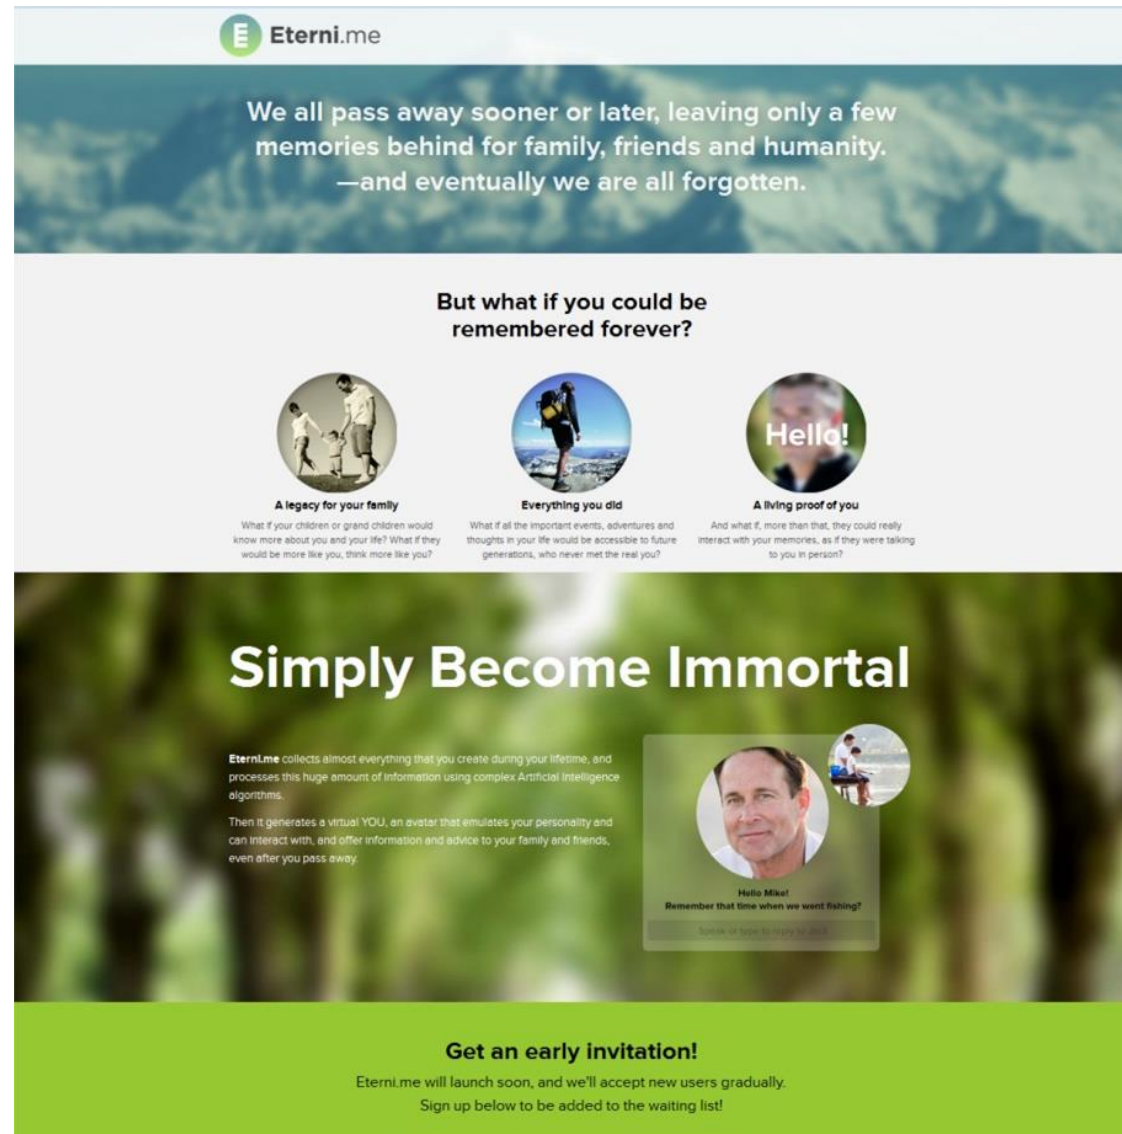 E Eterni.me
We all pass away sooner or later, leaving only a few
memories behind for family, friends and humanity.
—and eventually we are all forgotten.
But what if you could be
remembered forever?
Hello!
A legacy for your family
What if your children or grand children would
know more about you and your life? What if they
would be more like you, think more like you?
Everything you did
What if all the important events, adventures and
thoughts in your life would be accessible to future
generations, who never met the real you?
A living proof of you
And what if, more than that, they could really
interact with your memories, as if they were talking
to you in person?
Simply Become Immortal
Eterni.me collects almost everything that you create during your lifetime, and
processes this huge amount of information using complex Artificial Intelligence
algorithms.
Then it generates a virtual YOU, an avatar that emulates your personality and
can interact with, and offer information and advice to your family and friends,
even after you pass away.
Hello Mike!
Remember that time when we went fishing?
Speak or type to reply to
Get an early invitation!
Eterni.me will launch soon, and we'll accept new users gradually.
Sign up below to be added to the waiting list!